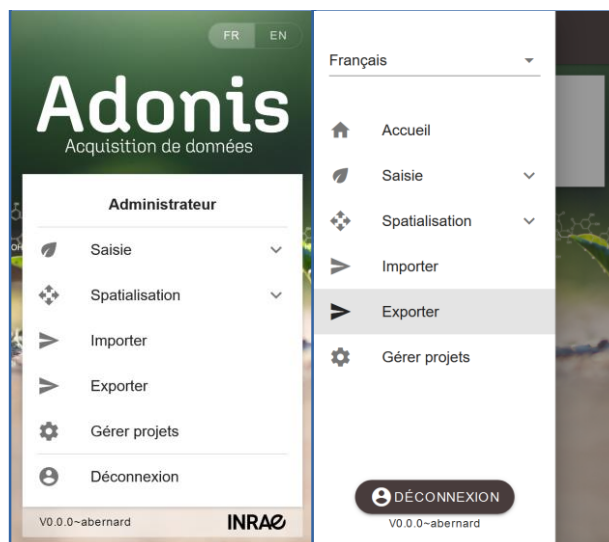 FR EN
Adonis
Acquisition de données
Administrateur
Saisie
Spatialisation
Importer
Exporter
Gérer projets
Déconnexion
V0.0.0~abernard INRAE
Français
Accueil
Saisie
Spatialisation
Importer
Exporter
Gérer projets
DÉCONNEXION
V0.0.0~abernard